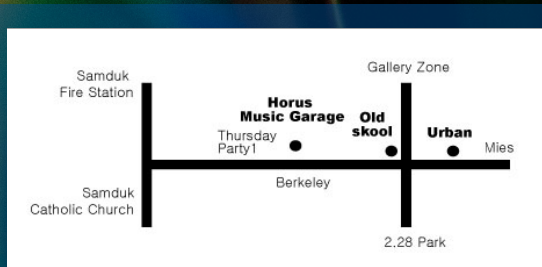 Gallery Zone
Samduk
Fire Station
Horus
Music Garage
Old
skool
Urban
Thursday
Party1
Mies
Berkeley
Samduk
Catholic Church
2.28 Park